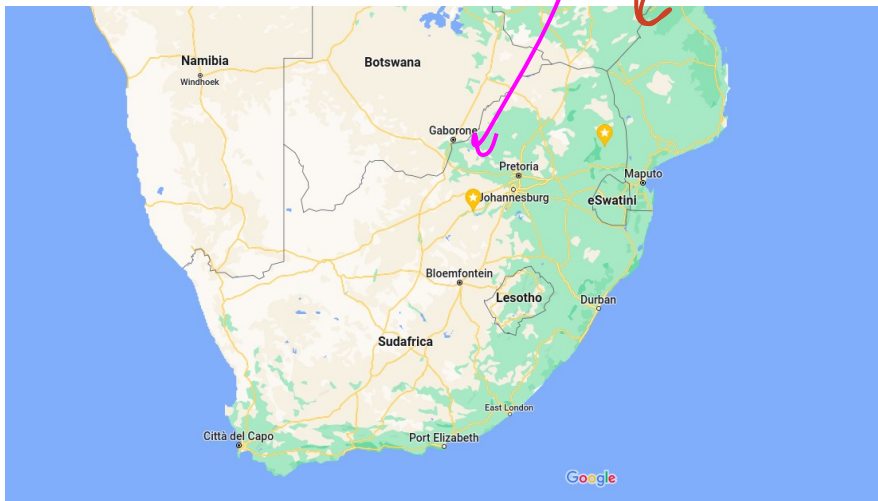 Namibia
Windhoek
Botswana
Gaborone
Pretoria
Maputo
Johannesburg
eSwatini
Bloemfontein
Lesotho
Durban
Sudafrica
East London
Città del Capo
Port Elizabeth
Google